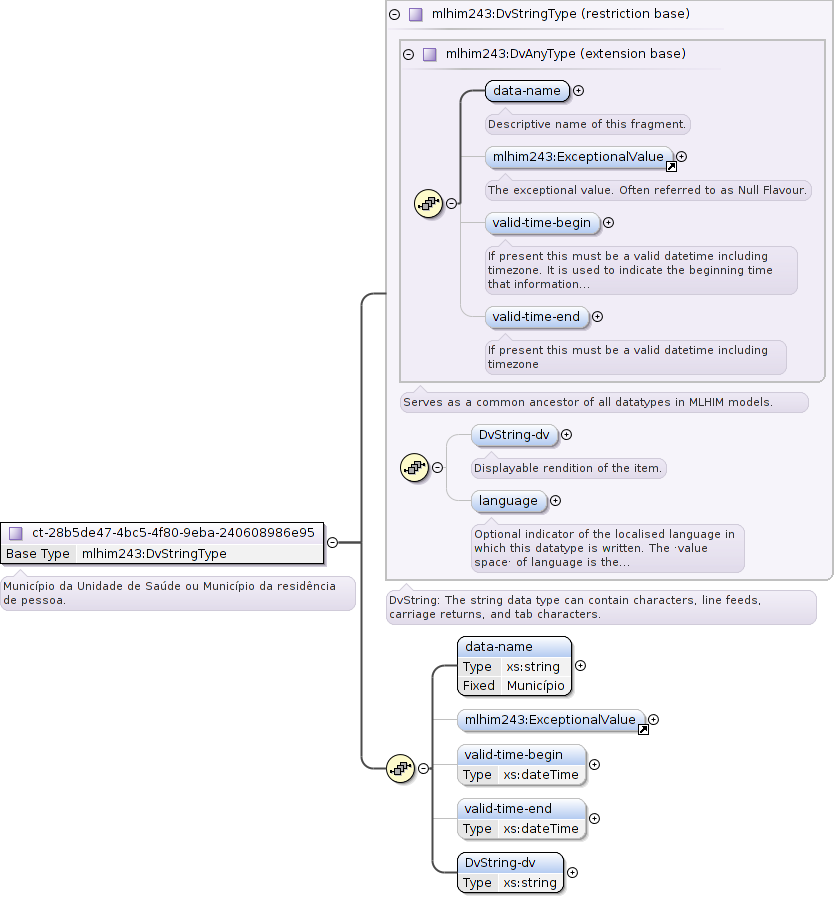 mlhim243:DvStringType (restriction base)
mlhim243:DvAnyType (extension base)
data-name
Descriptive name of this fragment.
mlhim243:ExceptionalValue
The exceptional value. Often referred to as Null Flavour.
valid-time-begin
If present this must be a valid datetime including
timezone. It is used to indicate the beginning time
that information...
valid-time-end
If present this must be a valid datetime including
timezone
Serves as a common ancestor of all datatypes in MLHIM models.
DvString-dv
Displayable rendition of the item.
language
Optional indicator of the localised language in
which this datatype is written. The ·value
space· of language is the...
ct-28b5de47-4bc5-4f80-9eba-240608986e95
Base Type mlhim243:DvStringType
Município da Unidade de Saúde ou Município da residência
de pessoa.
DvString: The string data type can contain characters, line feeds,
carriage returns, and tab characters.
data-name
Type xs:string
Fixed Município
mlhim243:ExceptionalValue
valid-time-begin
Type xs:dateTime
valid-time-end
Type xs:dateTime
DvString-dv
Type xs:string